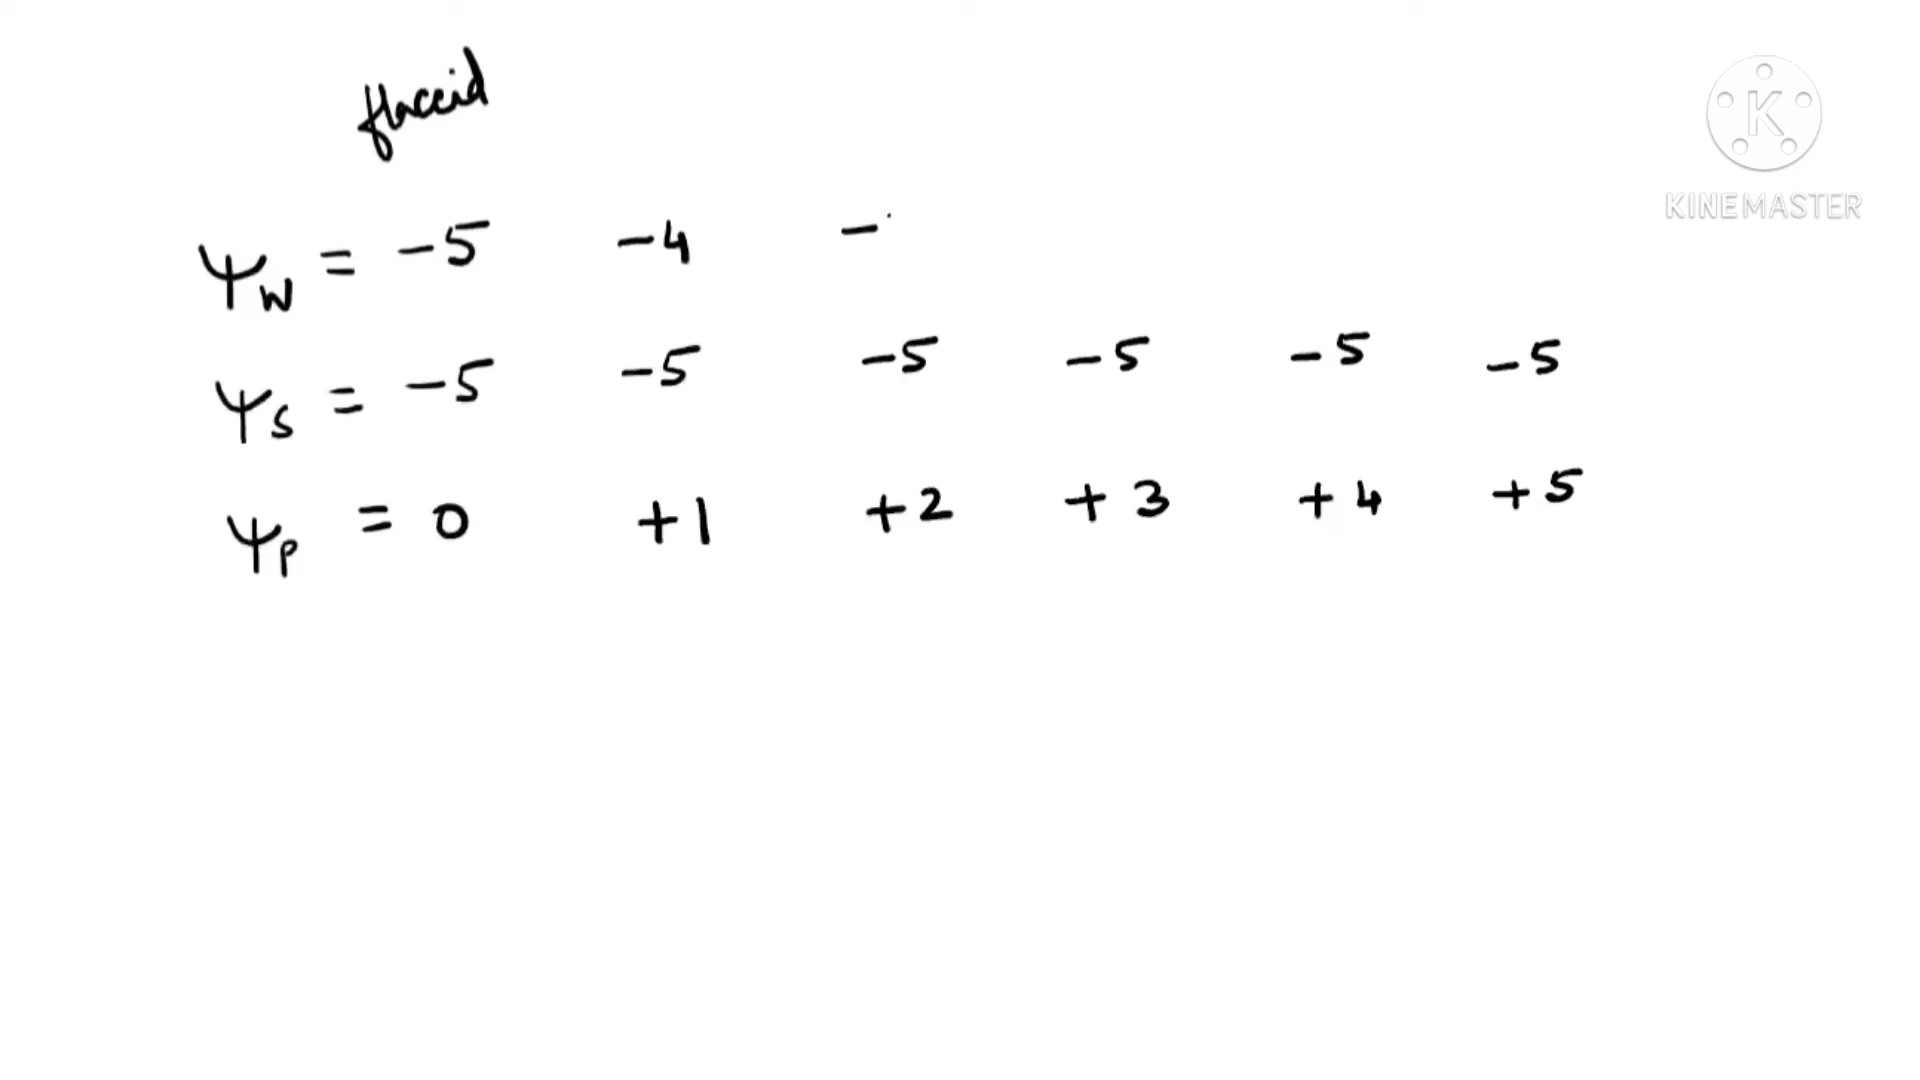 flaccid
K
KINEMASTER
ΨW = -5 -4 -
ΨS = -5 -5 -5 -5 -5 -5
ΨP = 0 +1 +2 +3 +4 +5